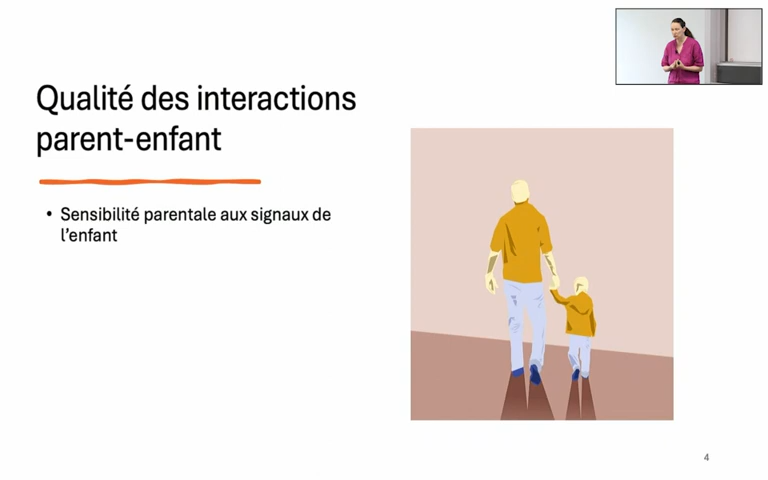 Qualité des interactions
parent-enfant
• Sensibilité parentale aux signaux de
l’enfant
4